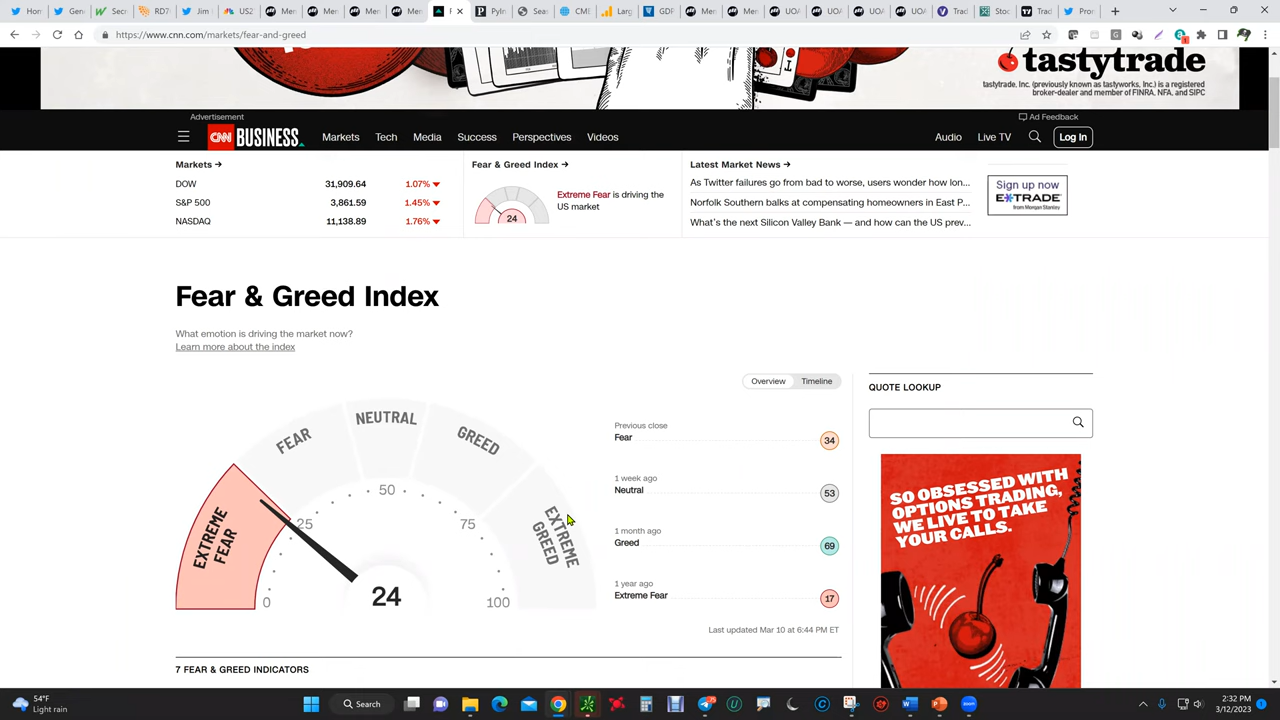 https://www.cnn.com/markets/fear-and-greed
tastytrade
tastytrade, Inc. (previously known as tastyworks, Inc.) is a registered
broker-dealer and member of FINRA, NFA, and SIPC
Advertisement
Ad Feedback
CNN BUSINESS
Markets
Tech
Media
Success
Perspectives
Videos
Audio
Live TV
Log In
Markets →
DOW 31,909.64 1.07%
S&P 500 3,861.59 1.45%
NASDAQ 11,138.89 1.76%
Fear & Greed Index →
24
Extreme Fear is driving the
US market
Latest Market News →
As Twitter failures go from bad to worse, users wonder how lon...
Norfolk Southern balks at compensating homeowners in East P...
What's the next Silicon Valley Bank — and how can the US prev...
Sign up now
E*TRADE
from Morgan Stanley
Fear & Greed Index
What emotion is driving the market now?
Learn more about the index
Overview
Timeline
EXTREME FEAR
FEAR
NEUTRAL
GREED
EXTREME GREED
0
25
50
75
100
24
Previous close
Fear 34
1 week ago
Neutral 53
1 month ago
Greed 69
1 year ago
Extreme Fear 17
Last updated Mar 10 at 6:44 PM ET
7 FEAR & GREED INDICATORS
QUOTE LOOKUP
SO OBSESSED WITH
OPTIONS TRADING,
WE LIVE TO TAKE
YOUR CALLS.
54°F
Light rain
Search
2:32 PM
3/12/2023